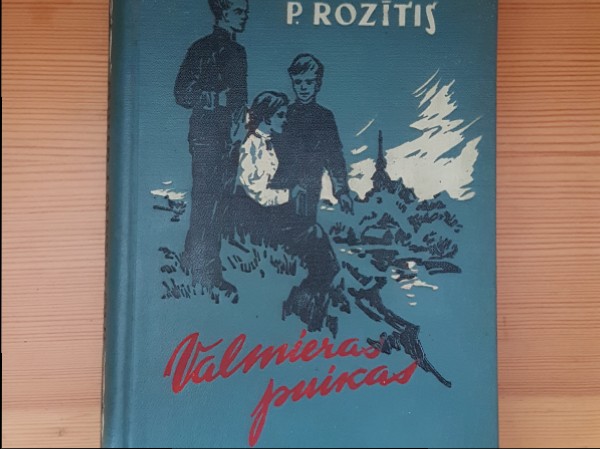 P. ROZĪTIS
Valmieras
puikas